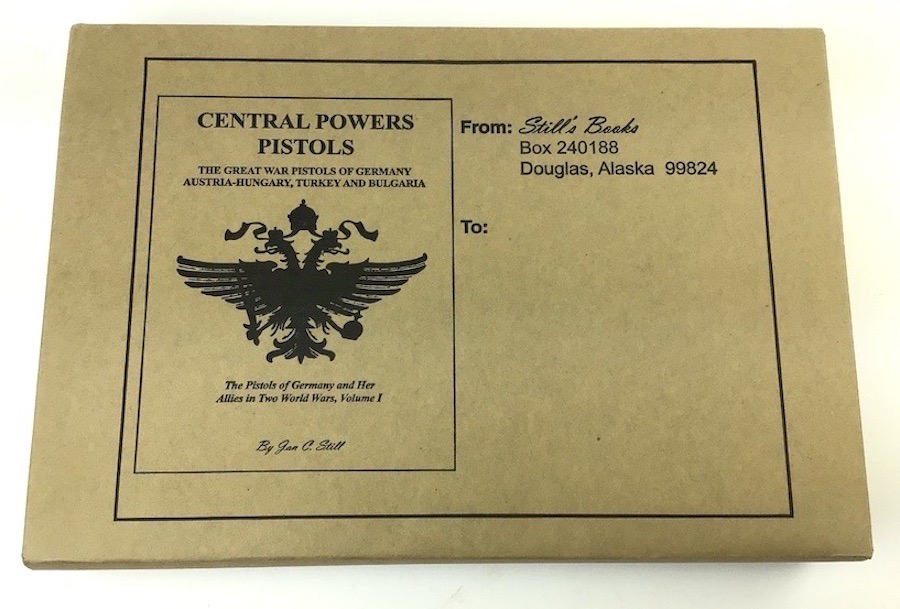 CENTRAL POWERS
PISTOLS
THE GREAT WAR PISTOLS OF GERMANY
AUSTRIA-HUNGARY, TURKEY AND BULGARIA
The Pistols of Germany and Her
Allies in Two World Wars, Volume I
By Jan C. Still
From: Still's Books
Box 240188
Douglas, Alaska 99824
To: